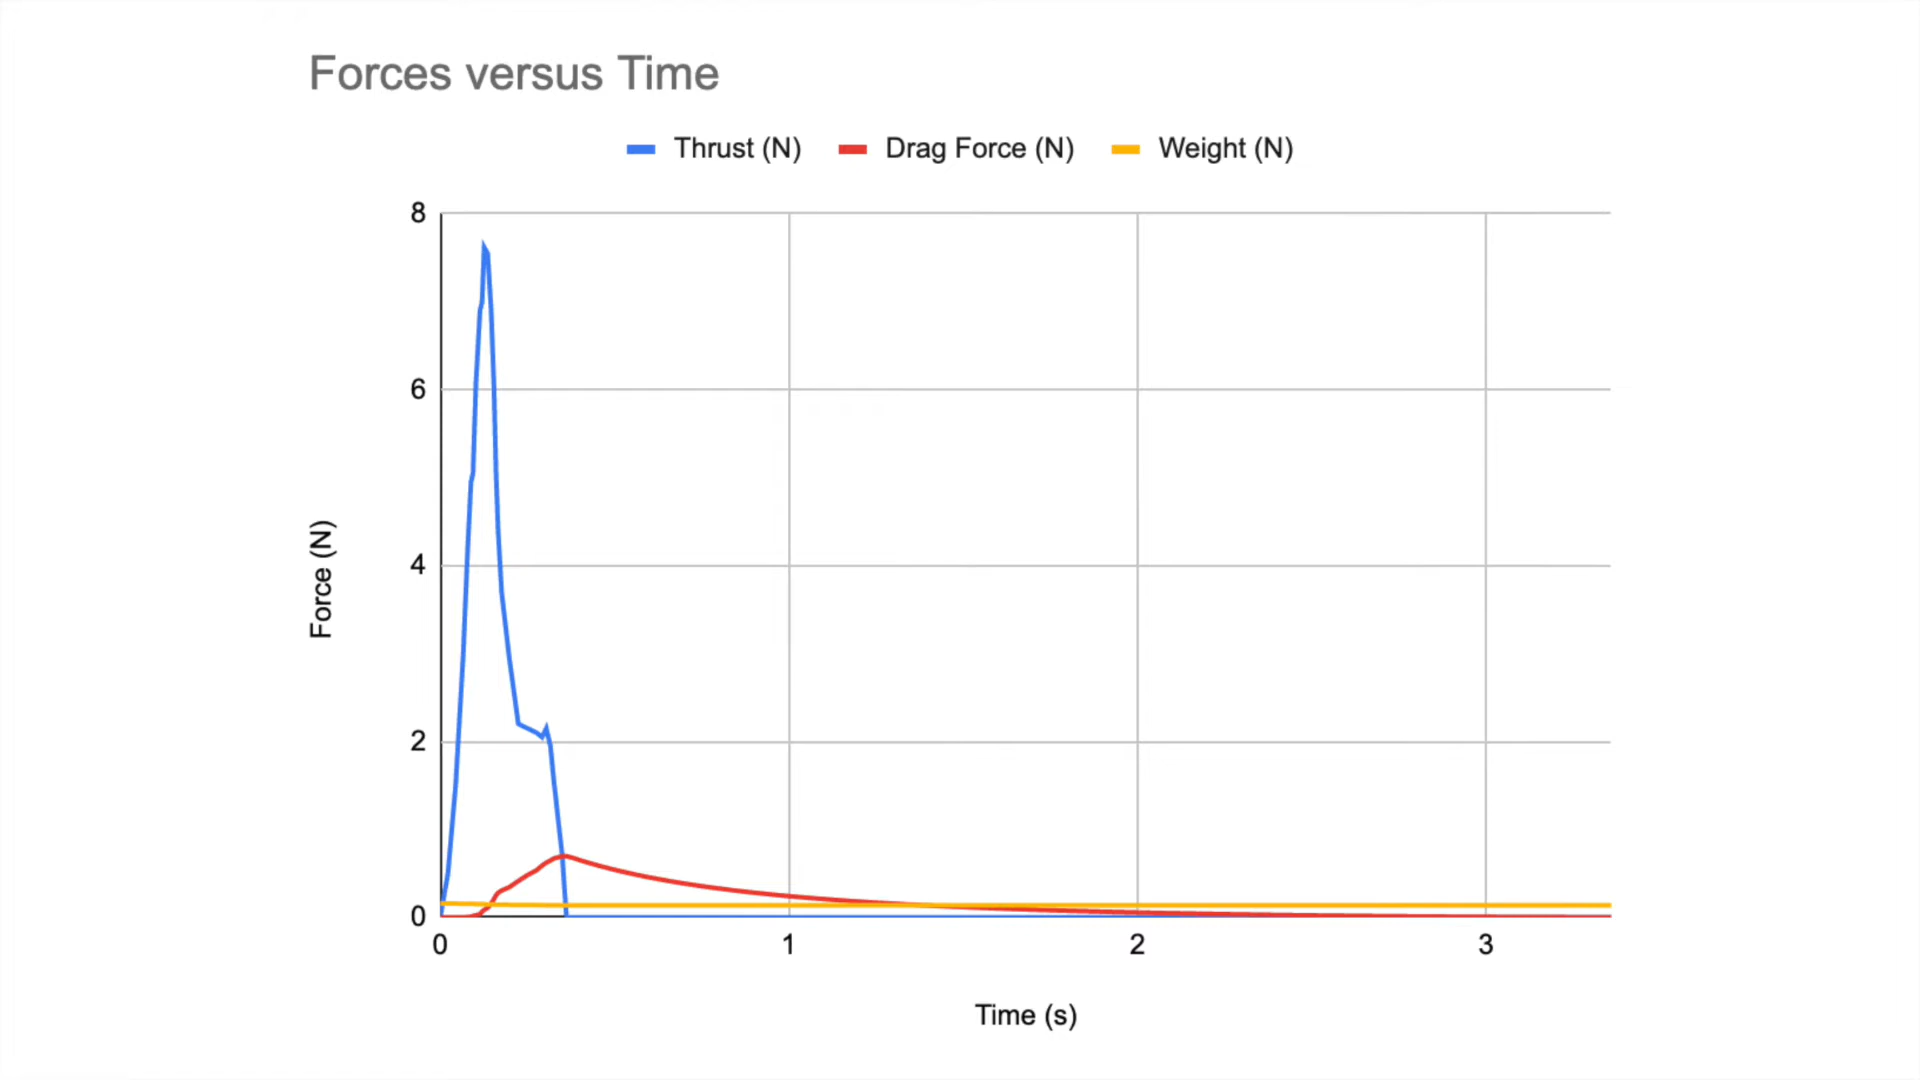 Forces versus Time
Thrust (N) Drag Force (N) Weight (N)
8
6
4
2
0
Force (N)
0 1 2 3
Time (s)